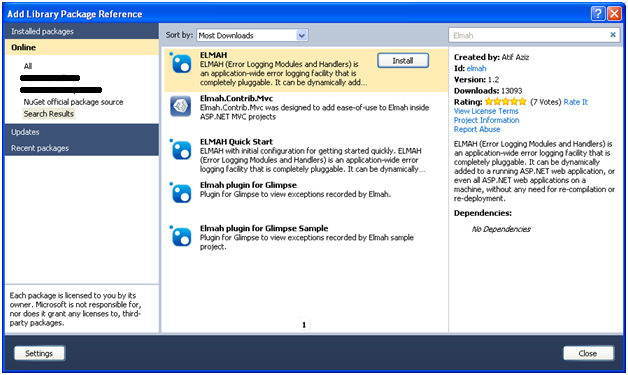 Add Library Package Reference
Installed packages
Online
All
NuGet official package source
Search Results
Updates
Recent packages
Each package is licensed to you by its
owner. Microsoft is not responsible for,
nor does it grant any licenses to, third-
party packages.
Settings
Sort by: Most Downloads
ELMAH
ELMAH (Error Logging Modules and Handlers) is
an application-wide error logging facility that is
completely pluggable. It can be dynamically add...
Install
Elmah.Contrib.Mvc
Elmah.Contrib.Mvc was designed to add ease-of-use to Elmah inside
ASP.NET MVC projects
ELMAH Quick Start
ELMAH with initial configuration for getting started quickly. ELMAH
(Error Logging Modules and Handlers) is an application-wide error
logging facility that is completely pluggable. It can be dynamically...
Elmah plugin for Glimpse
Plugin for Glimpse to view exceptions recorded by Elmah.
Elmah plugin for Glimpse Sample
Plugin for Glimpse to view exceptions recorded by Elmah sample
project.
1
Elmah
Created by: Atif Aziz
Id: elmah
Version: 1.2
Downloads: 13093
Rating: (7 Votes) Rate It
View License Terms
Project Information
Report Abuse
ELMAH (Error Logging Modules and Handlers) is
an application-wide error logging facility that is
completely pluggable. It can be dynamically
added to a running ASP.NET web application, or
even all ASP.NET web applications on a
machine, without any need for re-compilation or
re-deployment.
Dependencies:
No Dependencies
Close